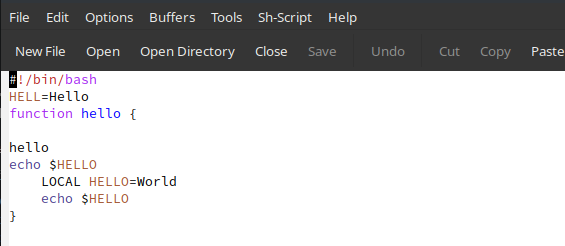 File Edit Options Buffers Tools Sh-Script Help
New File Open Open Directory Close Save Undo Cut Copy Paste
#!/bin/bash
HELL=Hello
function hello {
hello
echo $HELLO
LOCAL HELLO=World
echo $HELLO
}